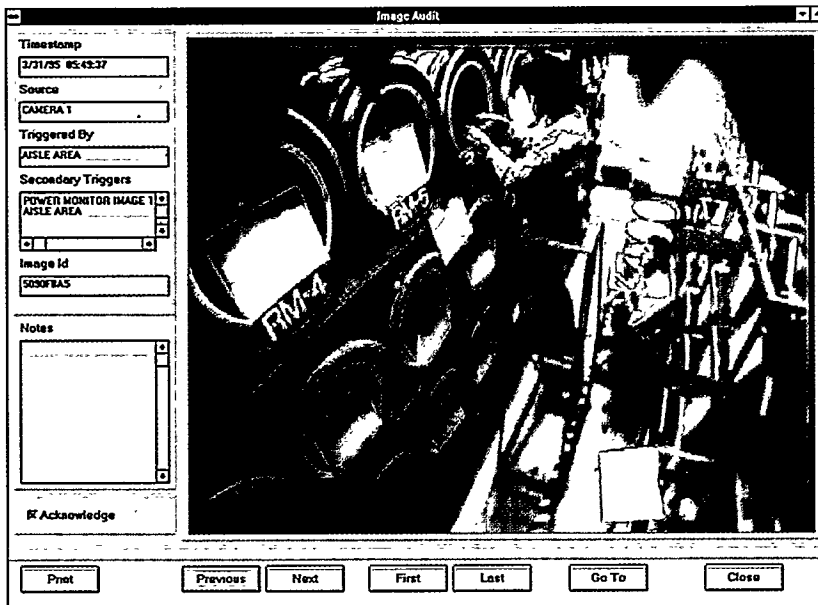 Image Audit
Timestamp
3/31/95 05:49:37
Source
CAMERA 1
Triggered By
AISLE AREA
Secondary Triggers
POWER MONITOR IMAGE 1
AISLE AREA
Image Id
5090FBA5
Notes
Acknowledge
RM-4
RM-5
Print
Previous
Next
First
Last
Go To
Close